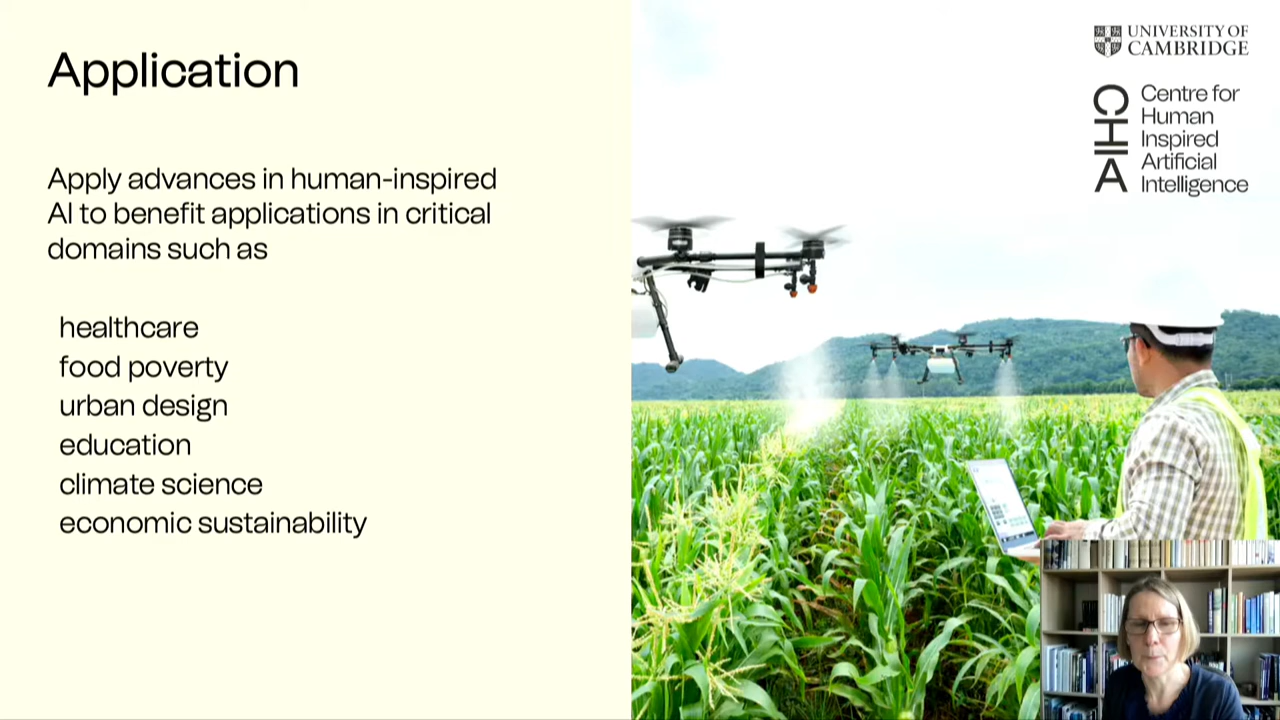 Application
Apply advances in human-inspired
AI to benefit applications in critical
domains such as
healthcare
food poverty
urban design
education
climate science
economic sustainability
UNIVERSITY OF
CAMBRIDGE
CHIA
Centre for
Human
Inspired
Artificial
Intelligence